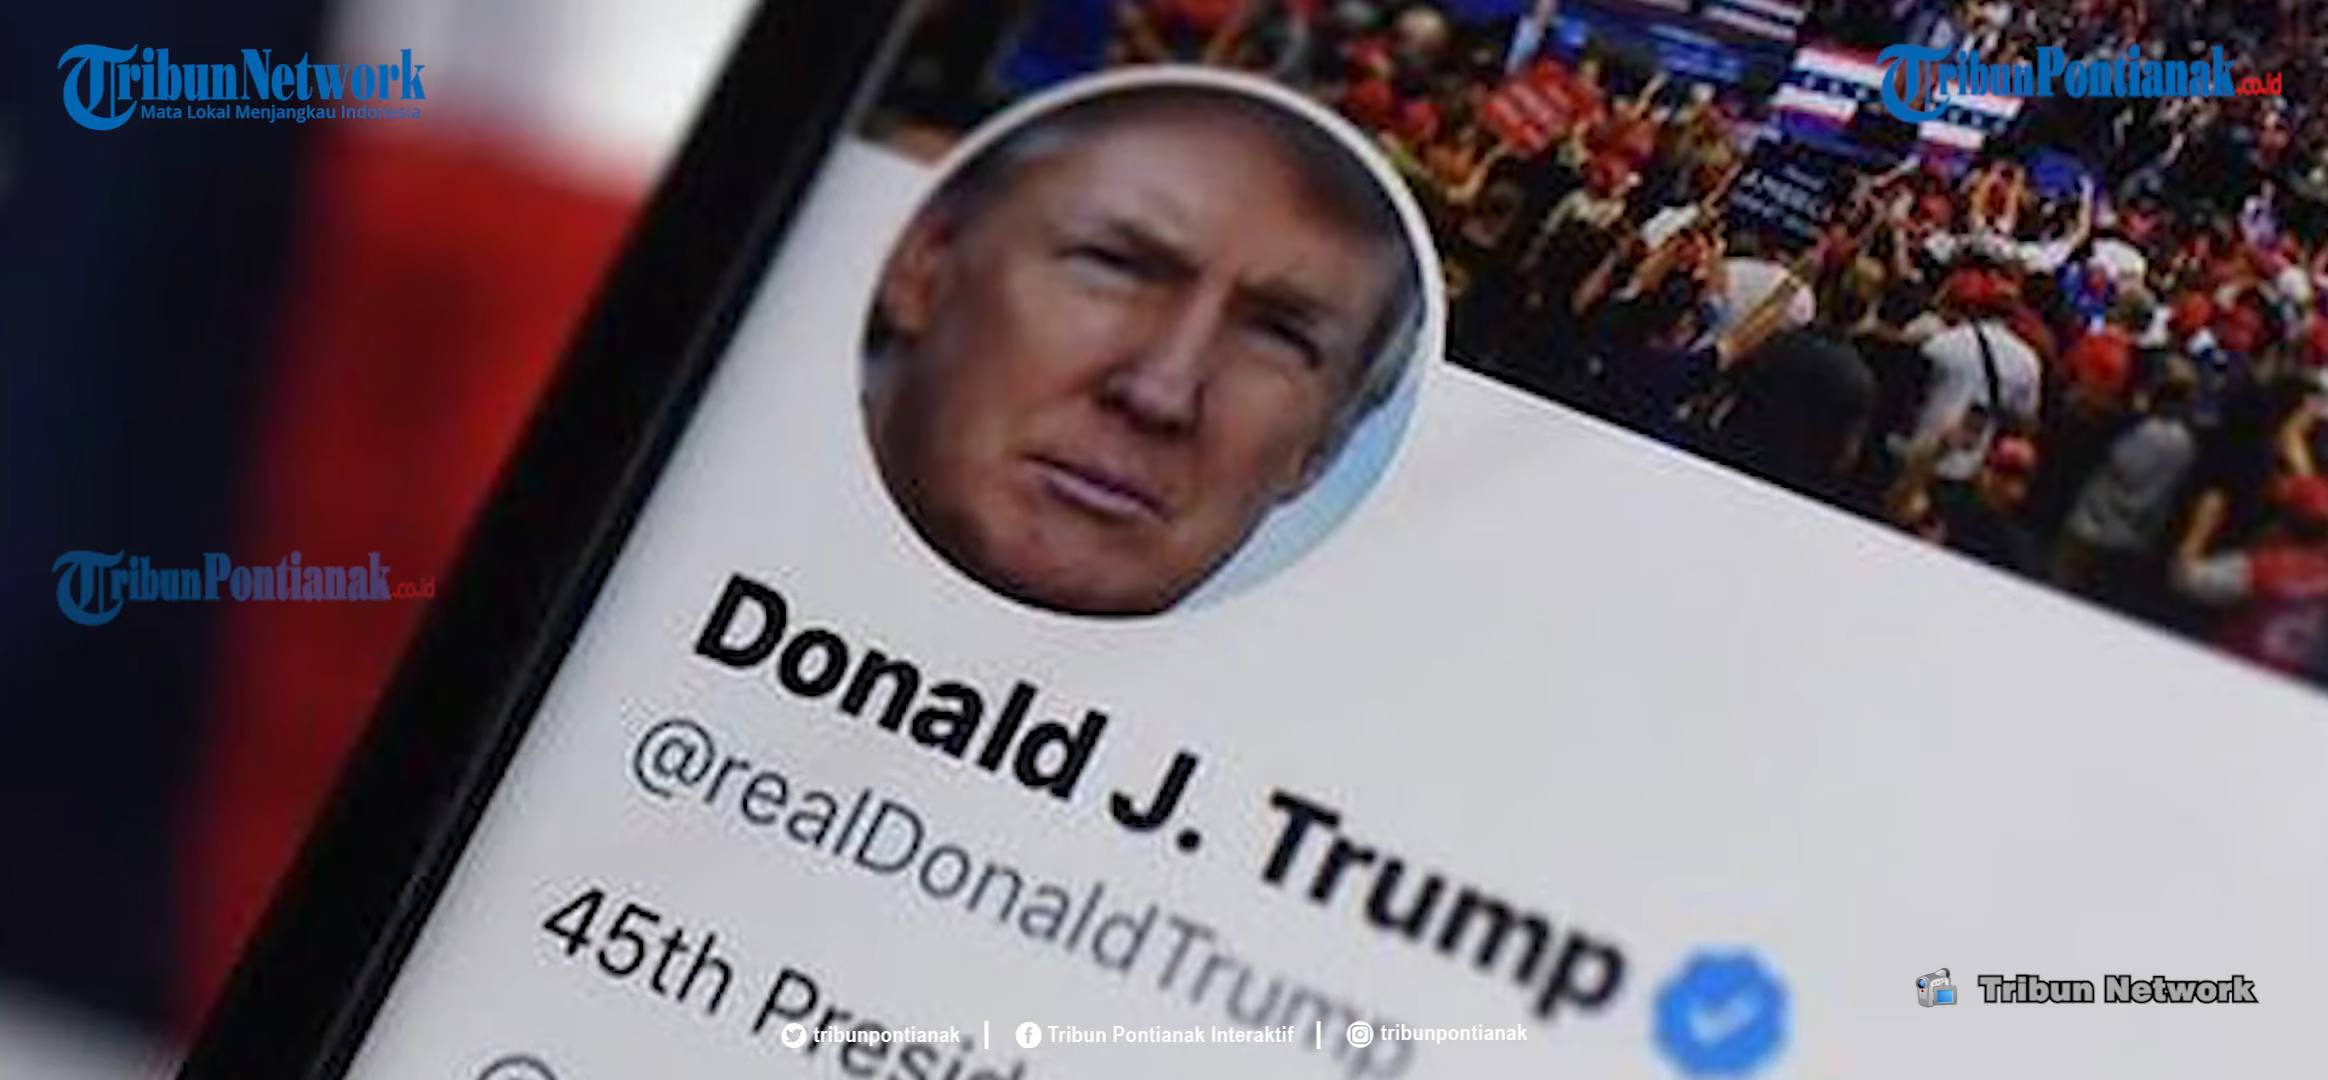 TribunNetwork
Mata Lokal Menjangkau Indonesia
TribunPontianak.co.id
TribunPontianak.co.id
Donald J. Trump
@realDonaldTrump
45th Presid
Tribun Network
tribunpontianak | Tribun Pontianak Interaktif | tribunpontianak